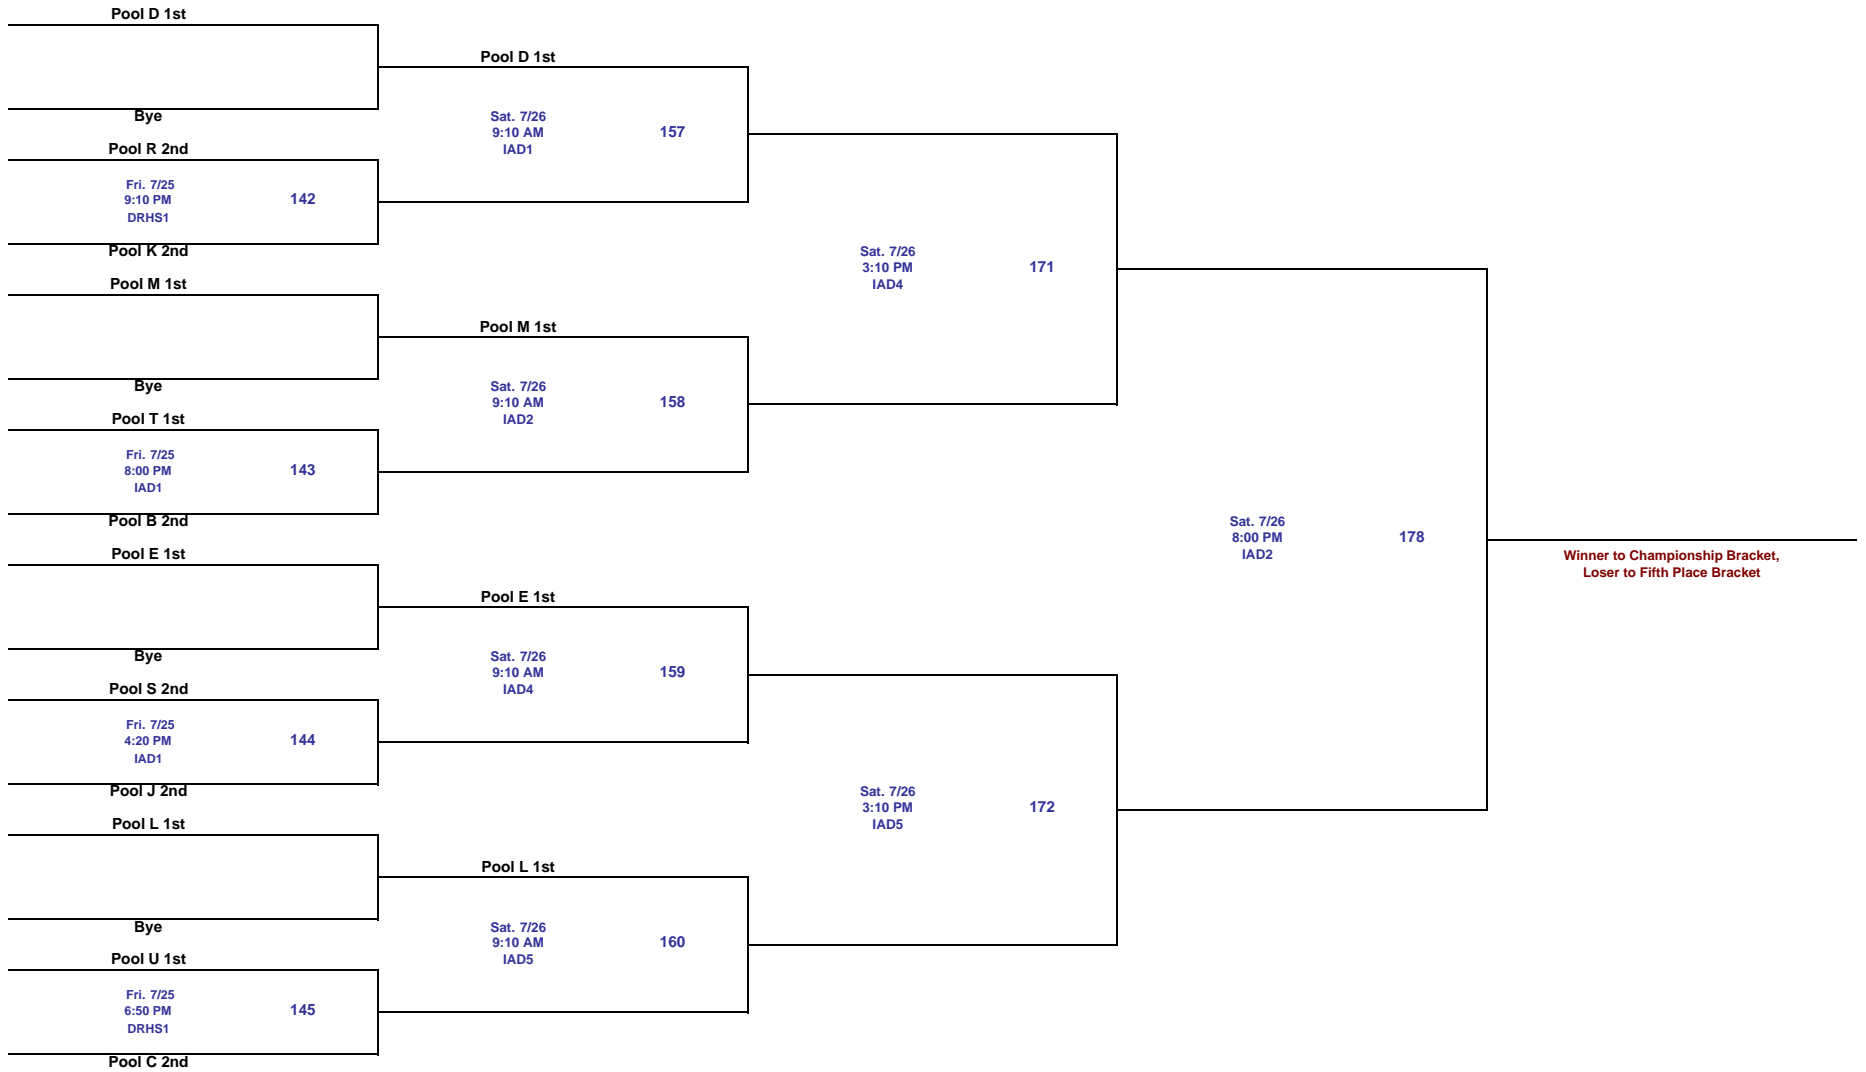 Pool D 1st
Bye
Pool R 2nd
Fri. 7/25
9:10 PM
DRHS1
142
Pool K 2nd
Pool M 1st
Bye
Pool T 1st
Fri. 7/25
8:00 PM
IAD1
143
Pool B 2nd
Pool E 1st
Bye
Pool S 2nd
Fri. 7/25
4:20 PM
IAD1
144
Pool J 2nd
Pool L 1st
Bye
Pool U 1st
Fri. 7/25
6:50 PM
DRHS1
145
Pool C 2nd
Pool D 1st
Sat. 7/26
9:10 AM
IAD1
157
Pool M 1st
Sat. 7/26
9:10 AM
IAD2
158
Pool E 1st
Sat. 7/26
9:10 AM
IAD4
159
Pool L 1st
Sat. 7/26
9:10 AM
IAD5
160
Sat. 7/26
3:10 PM
IAD4
171
Sat. 7/26
3:10 PM
IAD5
172
Sat. 7/26
8:00 PM
IAD2
178
Winner to Championship Bracket,
Loser to Fifth Place Bracket